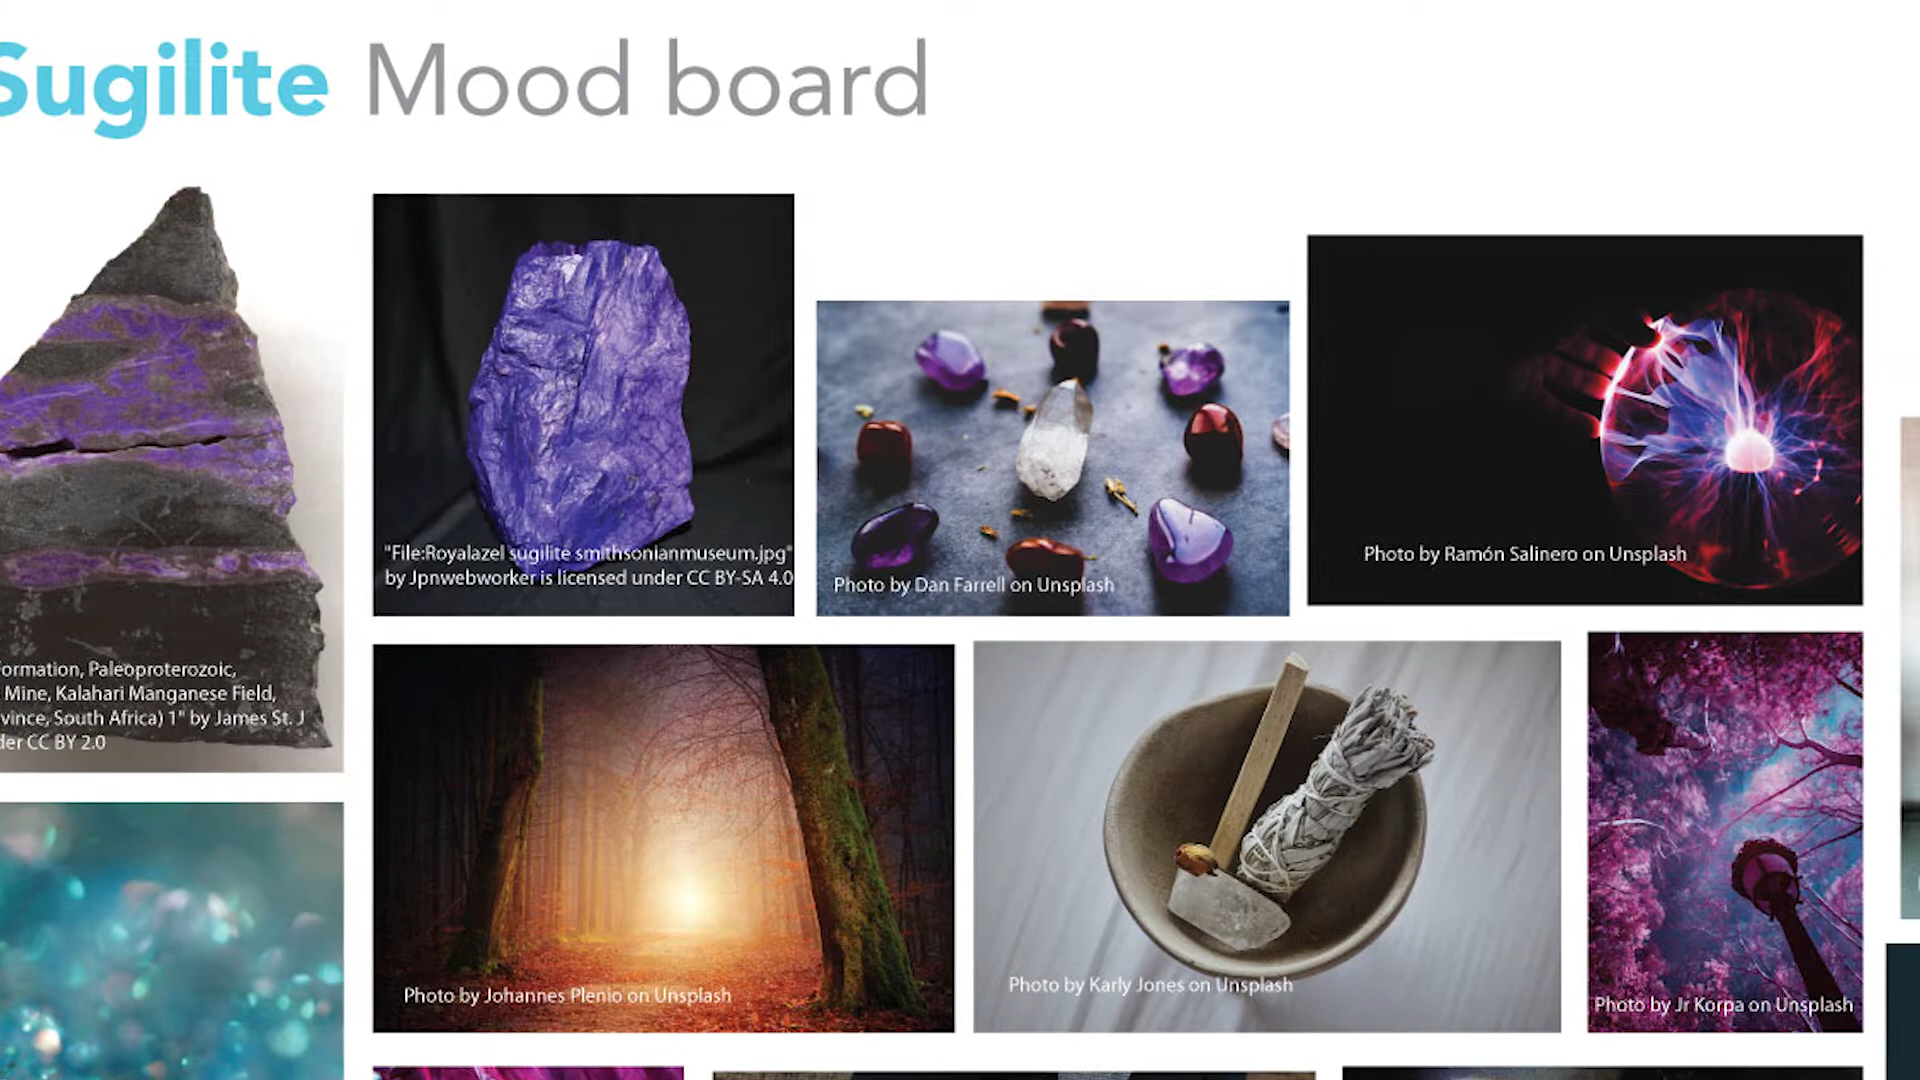 Sugilite Mood board
"File:Royalazel sugilite smithsonianmuseum.jpg"
by Jpnwebworker is licensed under CC BY-SA 4.0
Photo by Dan Farrell on Unsplash
Photo by Ramón Salinero on Unsplash
Formation, Paleoproterozoic,
Mine, Kalahari Manganese Field,
vince, South Africa) 1" by James St. J
der CC BY 2.0
Photo by Johannes Plenio on Unsplash
Photo by Karly Jones on Unsplash
Photo by Jr Korpa on Unsplash